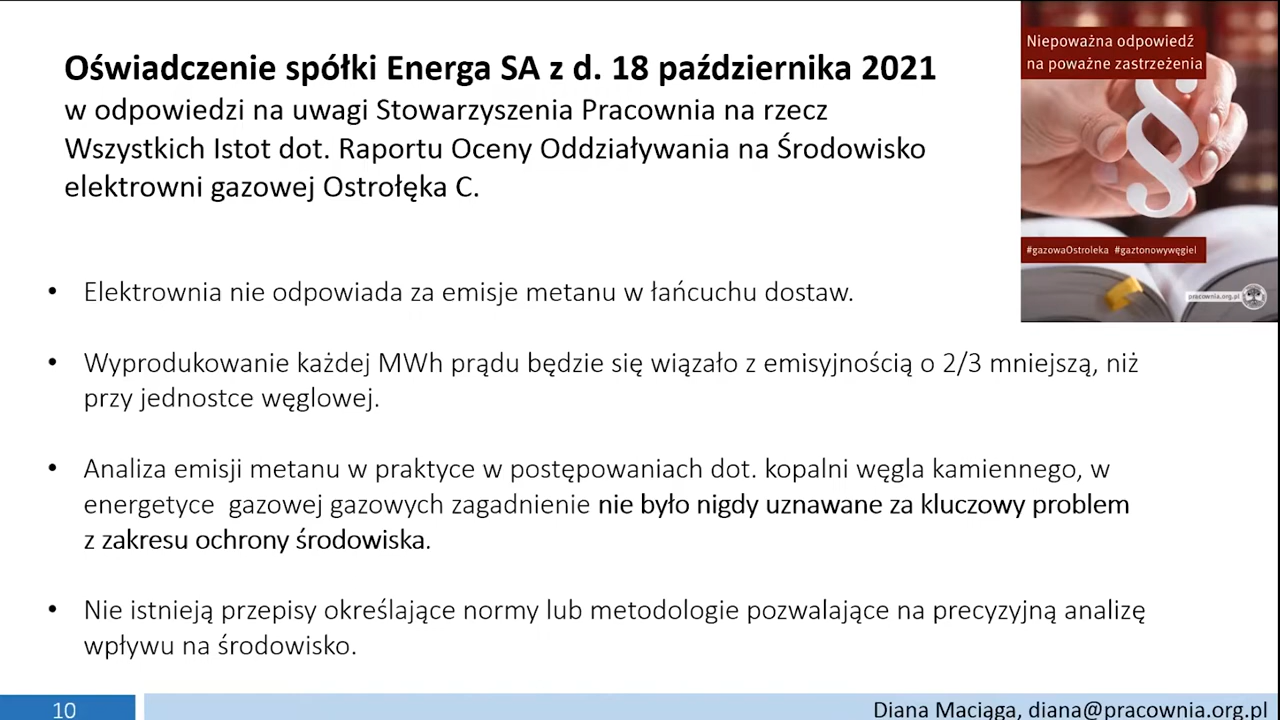 Oświadczenie spółki Energa SA z d. 18 października 2021
w odpowiedzi na uwagi Stowarzyszenia Pracownia na rzecz
Wszystkich Istot dot. Raportu Oceny Oddziaływania na Środowisko
elektrowni gazowej Ostrołęka C.
Niepoważna odpowiedź
na poważne zastrzeżenia
#gazowaOstroleka #gaztonowywęgiel
pracownia.org.pl
• Elektrownia nie odpowiada za emisje metanu w łańcuchu dostaw.
• Wyprodukowanie każdej MWh prądu będzie się wiązało z emisyjnością o 2/3 mniejszą, niż
przy jednostce węglowej.
• Analiza emisji metanu w praktyce w postępowaniach dot. kopalni węgla kamiennego, w
energetyce gazowej gazowych zagadnienie nie było nigdy uznawane za kluczowy problem
z zakresu ochrony środowiska.
• Nie istnieją przepisy określające normy lub metodologie pozwalające na precyzyjną analizę
wpływu na środowisko.
10
Diana Maciąga, diana@pracownia.org.pl